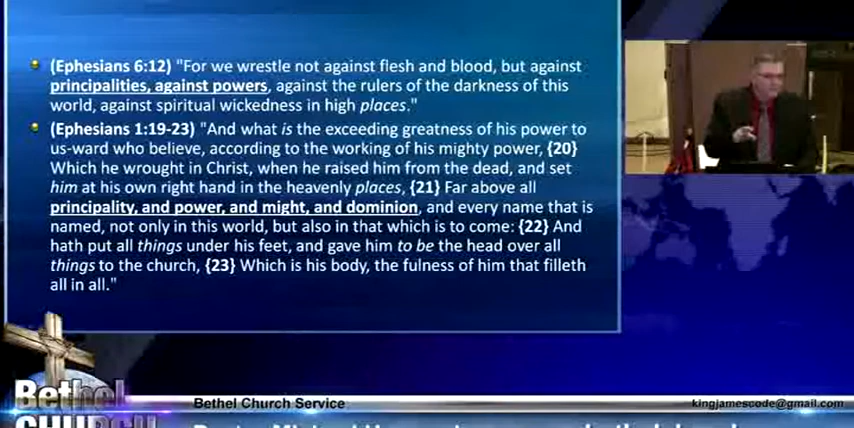 (Ephesians 6:12) "For we wrestle not against flesh and blood, but against
principalities, against powers, against the rulers of the darkness of this
world, against spiritual wickedness in high places."
(Ephesians 1:19-23) "And what is the exceeding greatness of his power to
us-ward who believe, according to the working of his mighty power, {20}
Which he wrought in Christ, when he raised him from the dead, and set
him at his own right hand in the heavenly places, {21} Far above all
principality, and power, and might, and dominion, and every name that is
named, not only in this world, but also in that which is to come: {22} And
hath put all things under his feet, and gave him to be the head over all
things to the church, {23} Which is his body, the fulness of him that filleth
all in all."
Bethel
CHURCH
Bethel Church Service
kingjamescode@gmail.com